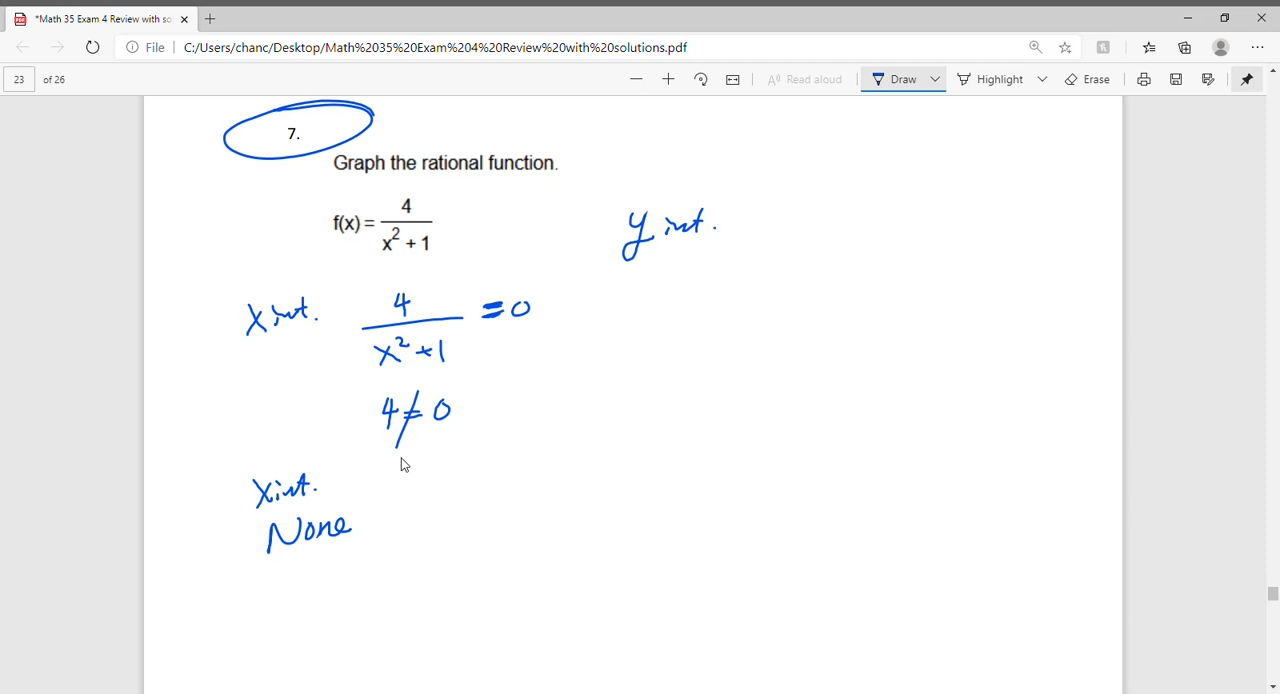 *Math 35 Exam 4 Review with so
File | C:/Users/chanc/Desktop/Math%2035%20Exam%204%20Review%20with%20solutions.pdf
23 of 26
Read aloud Draw Highlight Erase
7.
Graph the rational function.
f(x) = 4 / x² + 1
y int.
x int. 4 / x² + 1 = 0
4 ≠ 0
x int.
None